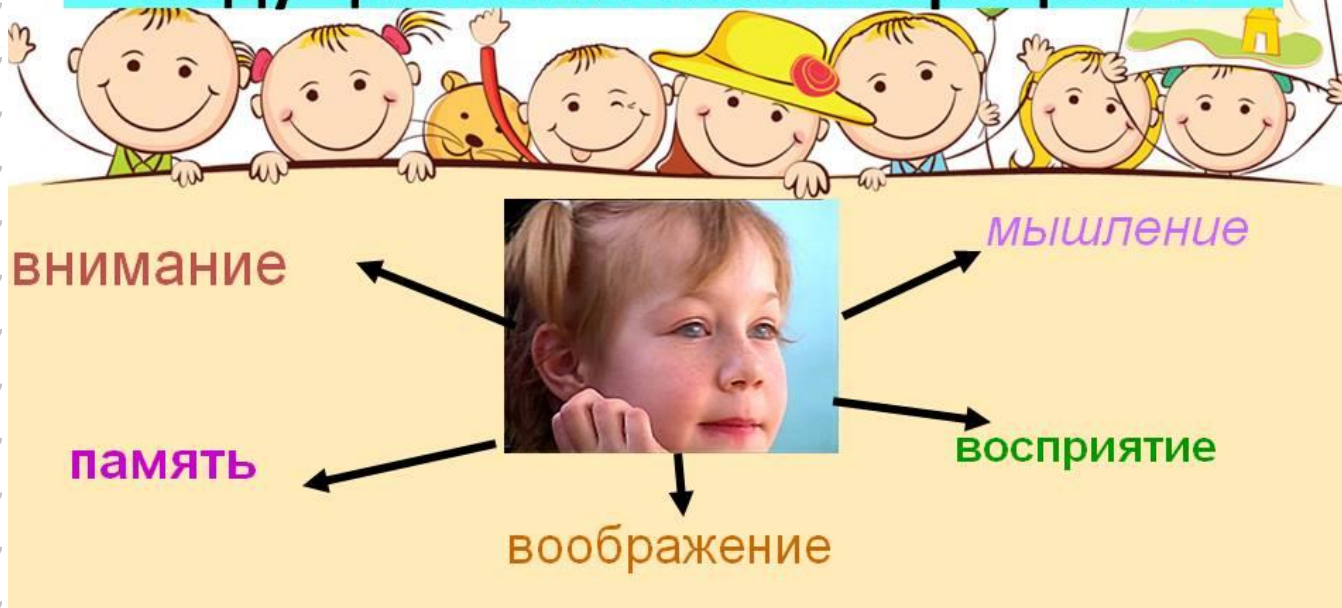 мышление
внимание
восприятие
память
воображение